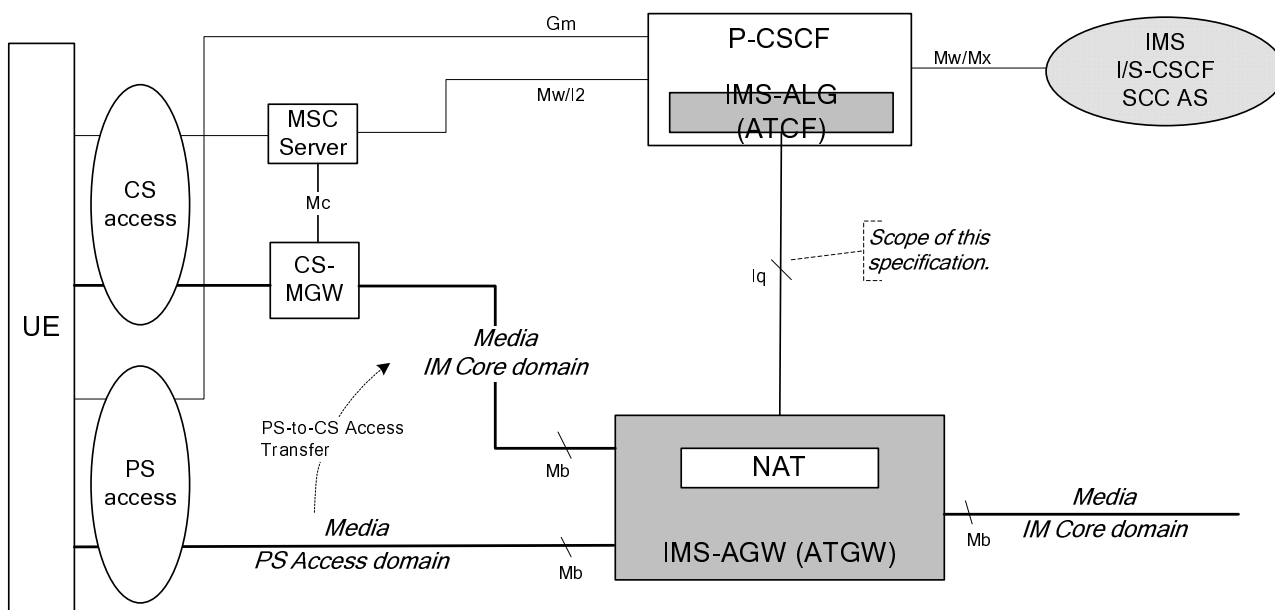 Gm
P-CSCF
IMS-ALG
(ATCF)
Mw/Mx
IMS
I/S-CSCF
SCC AS
Mw/I2
MSC
Server
CS
access
Mc
CS-
MGW
Scope of this
specification.
Iq
UE
Media
IM Core domain
PS-to-CS Access
Transfer
PS
access
Mb
NAT
Media
PS Access domain
Mb
IMS-AGW (ATGW)
Media
IM Core domain
Mb